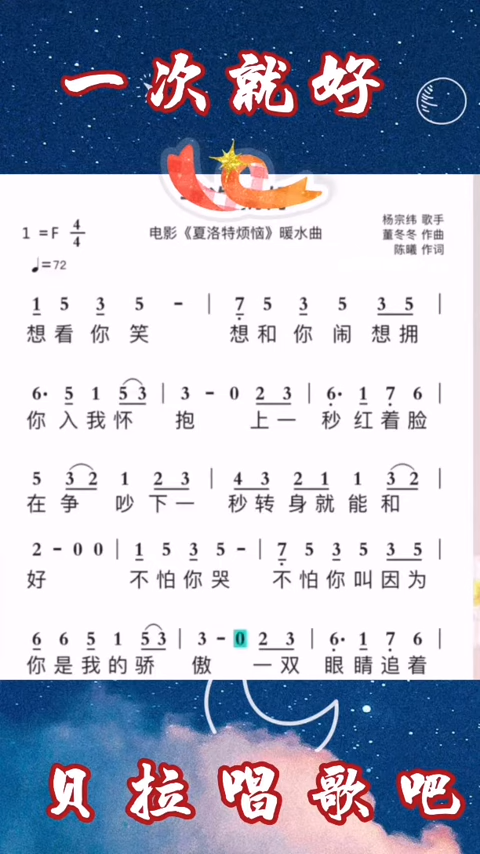 一次就好
1=F 4/4
杨宗纬 歌手
电影《夏洛特烦恼》暖水曲
董冬冬 作曲
陈曦 作词
♩=72
1 5 3 5 - | 7 5 3 5 3 5 |
想看你笑 想和你闹想拥
6· 5 1 5 3 | 3 - 0 2 3 | 6· 1 7 6 |
你入我怀 抱 上一 秒红着脸
5 3 2 1 2 3 | 4 3 2 1 1 3 2 |
在争 吵下一 秒转身就能和
2 - 0 0 | 1 5 3 5 - | 7 5 3 5 3 5 |
好 不怕你哭 不怕你叫因为
6 6 5 1 5 3 | 3 - 0 2 3 | 6· 1 7 6 |
你是我的骄 傲 一双 眼睛追着
贝拉唱歌吧